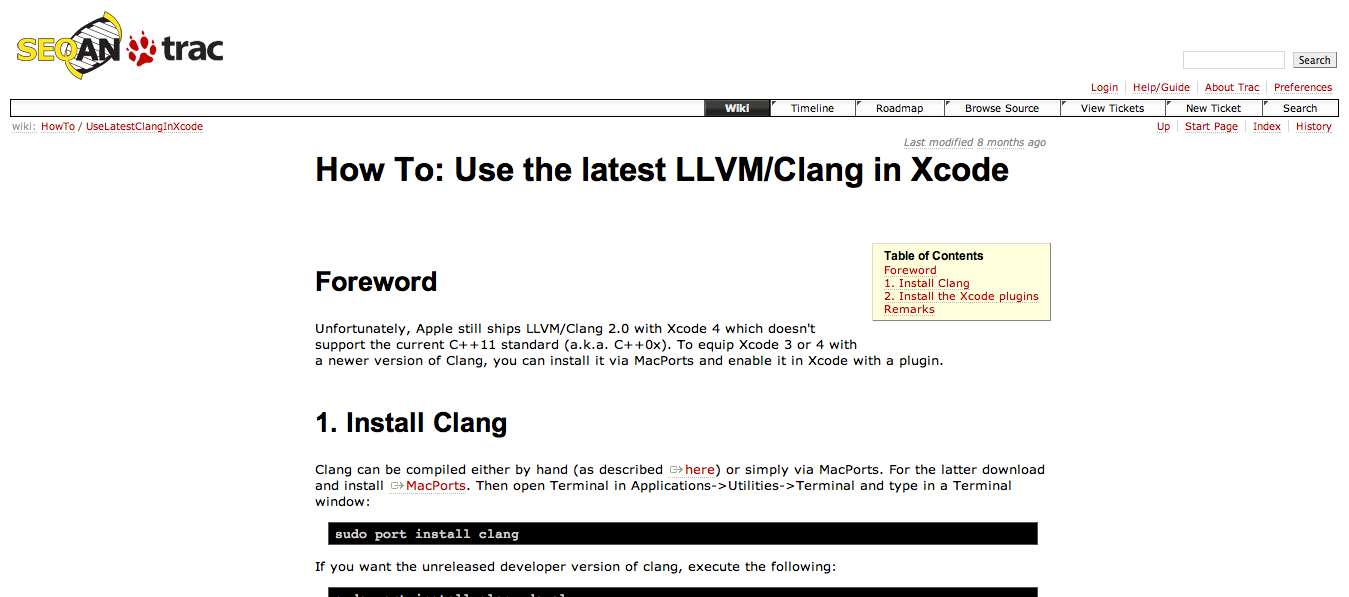 SEQAN trac
Search
Login Help/Guide About Trac Preferences
Wiki Timeline Roadmap Browse Source View Tickets New Ticket Search
wiki: HowTo / UseLatestClangInXcode
Up Start Page Index History
Last modified 8 months ago
How To: Use the latest LLVM/Clang in Xcode
Table of Contents
Foreword
1. Install Clang
2. Install the Xcode plugins
Remarks
Foreword
Unfortunately, Apple still ships LLVM/Clang 2.0 with Xcode 4 which doesn't
support the current C++11 standard (a.k.a. C++0x). To equip Xcode 3 or 4 with
a newer version of Clang, you can install it via MacPorts and enable it in Xcode with a plugin.
1. Install Clang
Clang can be compiled either by hand (as described here) or simply via MacPorts. For the latter download
and install MacPorts. Then open Terminal in Applications->Utilities->Terminal and type in a Terminal
window:
sudo port install clang
If you want the unreleased developer version of clang, execute the following: